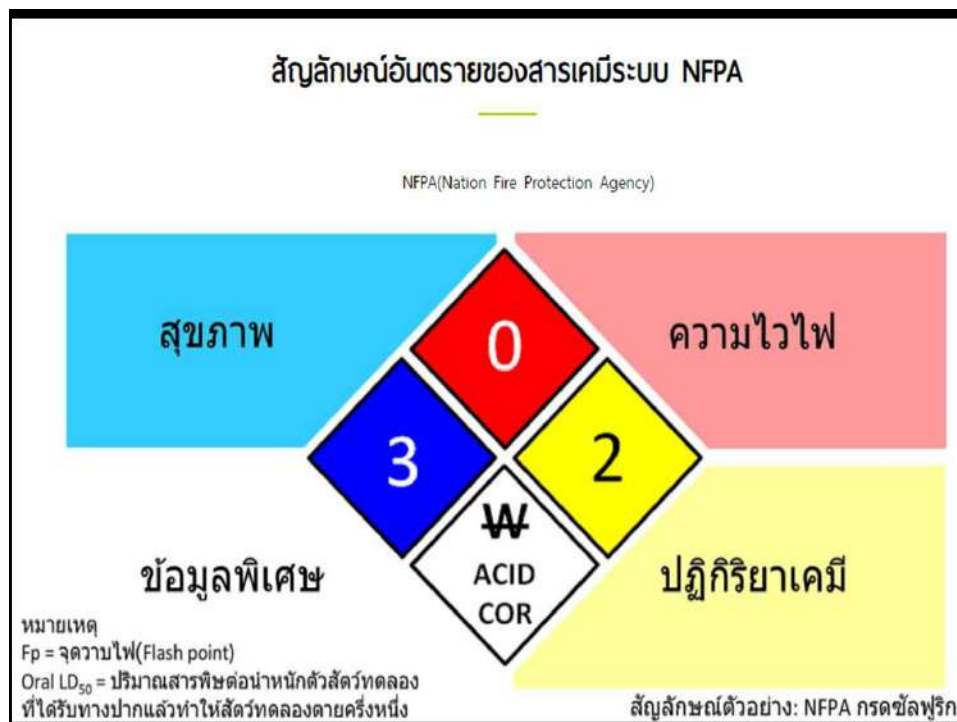 สัญลักษณ์อันตรายของสารเคมีระบบ NFPA
NFPA(Nation Fire Protection Agency)
สุขภาพ
0
ความไวไฟ
3
2
W
ACID
COR
ข้อมูลพิเศษ
ปฏิกิริยาเคมี
หมายเหตุ
Fp = จุดวาบไฟ(Flash point)
Oral LD50 = ปริมาณสารพิษต่อน้ำหนักตัวสัตว์ทดลอง
ที่ได้รับทางปากแล้วทำให้สัตว์ทดลองตายครึ่งหนึ่ง
สัญลักษณ์ตัวอย่าง: NFPA กรดซัลฟูริก